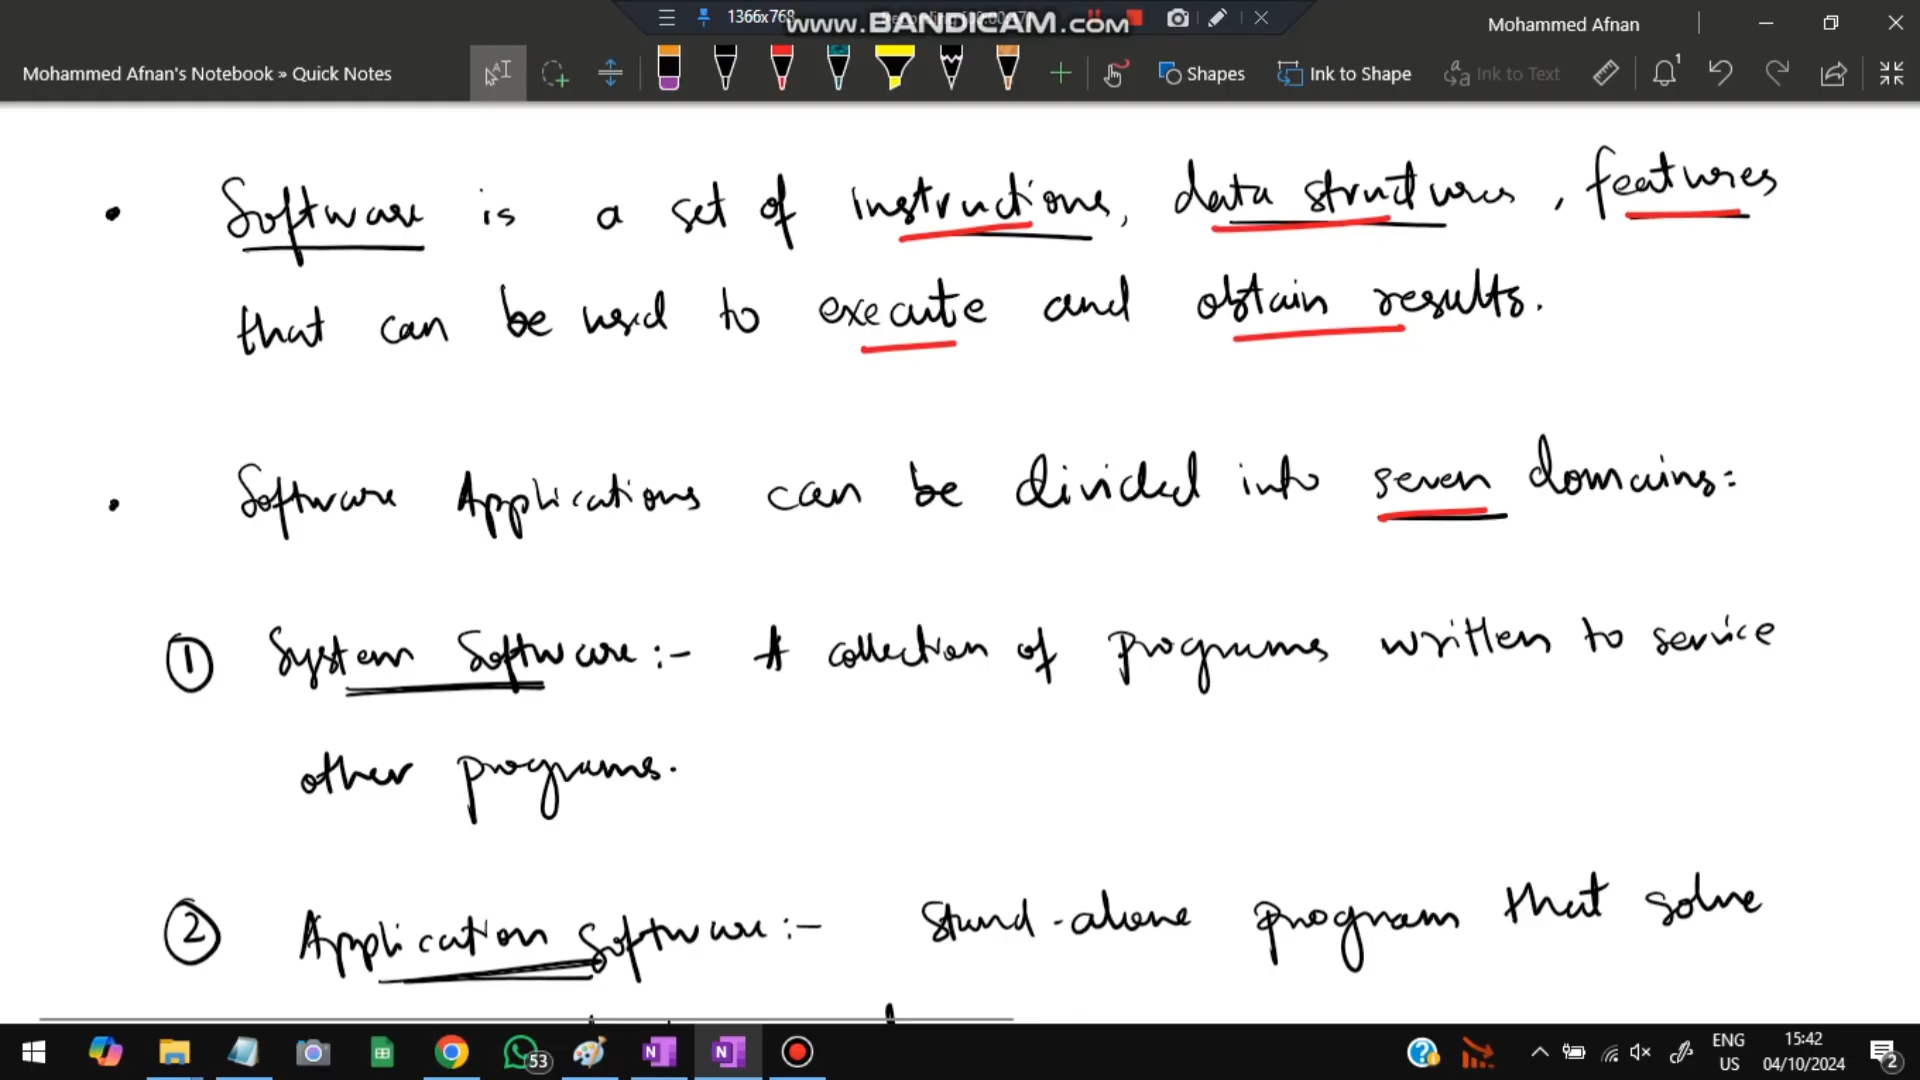 1366x768
www.BANDICAM.com
Mohammed Afnan
Mohammed Afnan's Notebook » Quick Notes
Shapes
Ink to Shape
Ink to Text
1
• Software is a set of instructions, data structures, features
that can be used to execute and obtain results.
• Software Applications can be divided into seven domains:
① System Software:- A collection of programs written to service
other programs.
② Application Software:- Stand-alone program that solve
53
ENG
US
15:42
04/10/2024
2